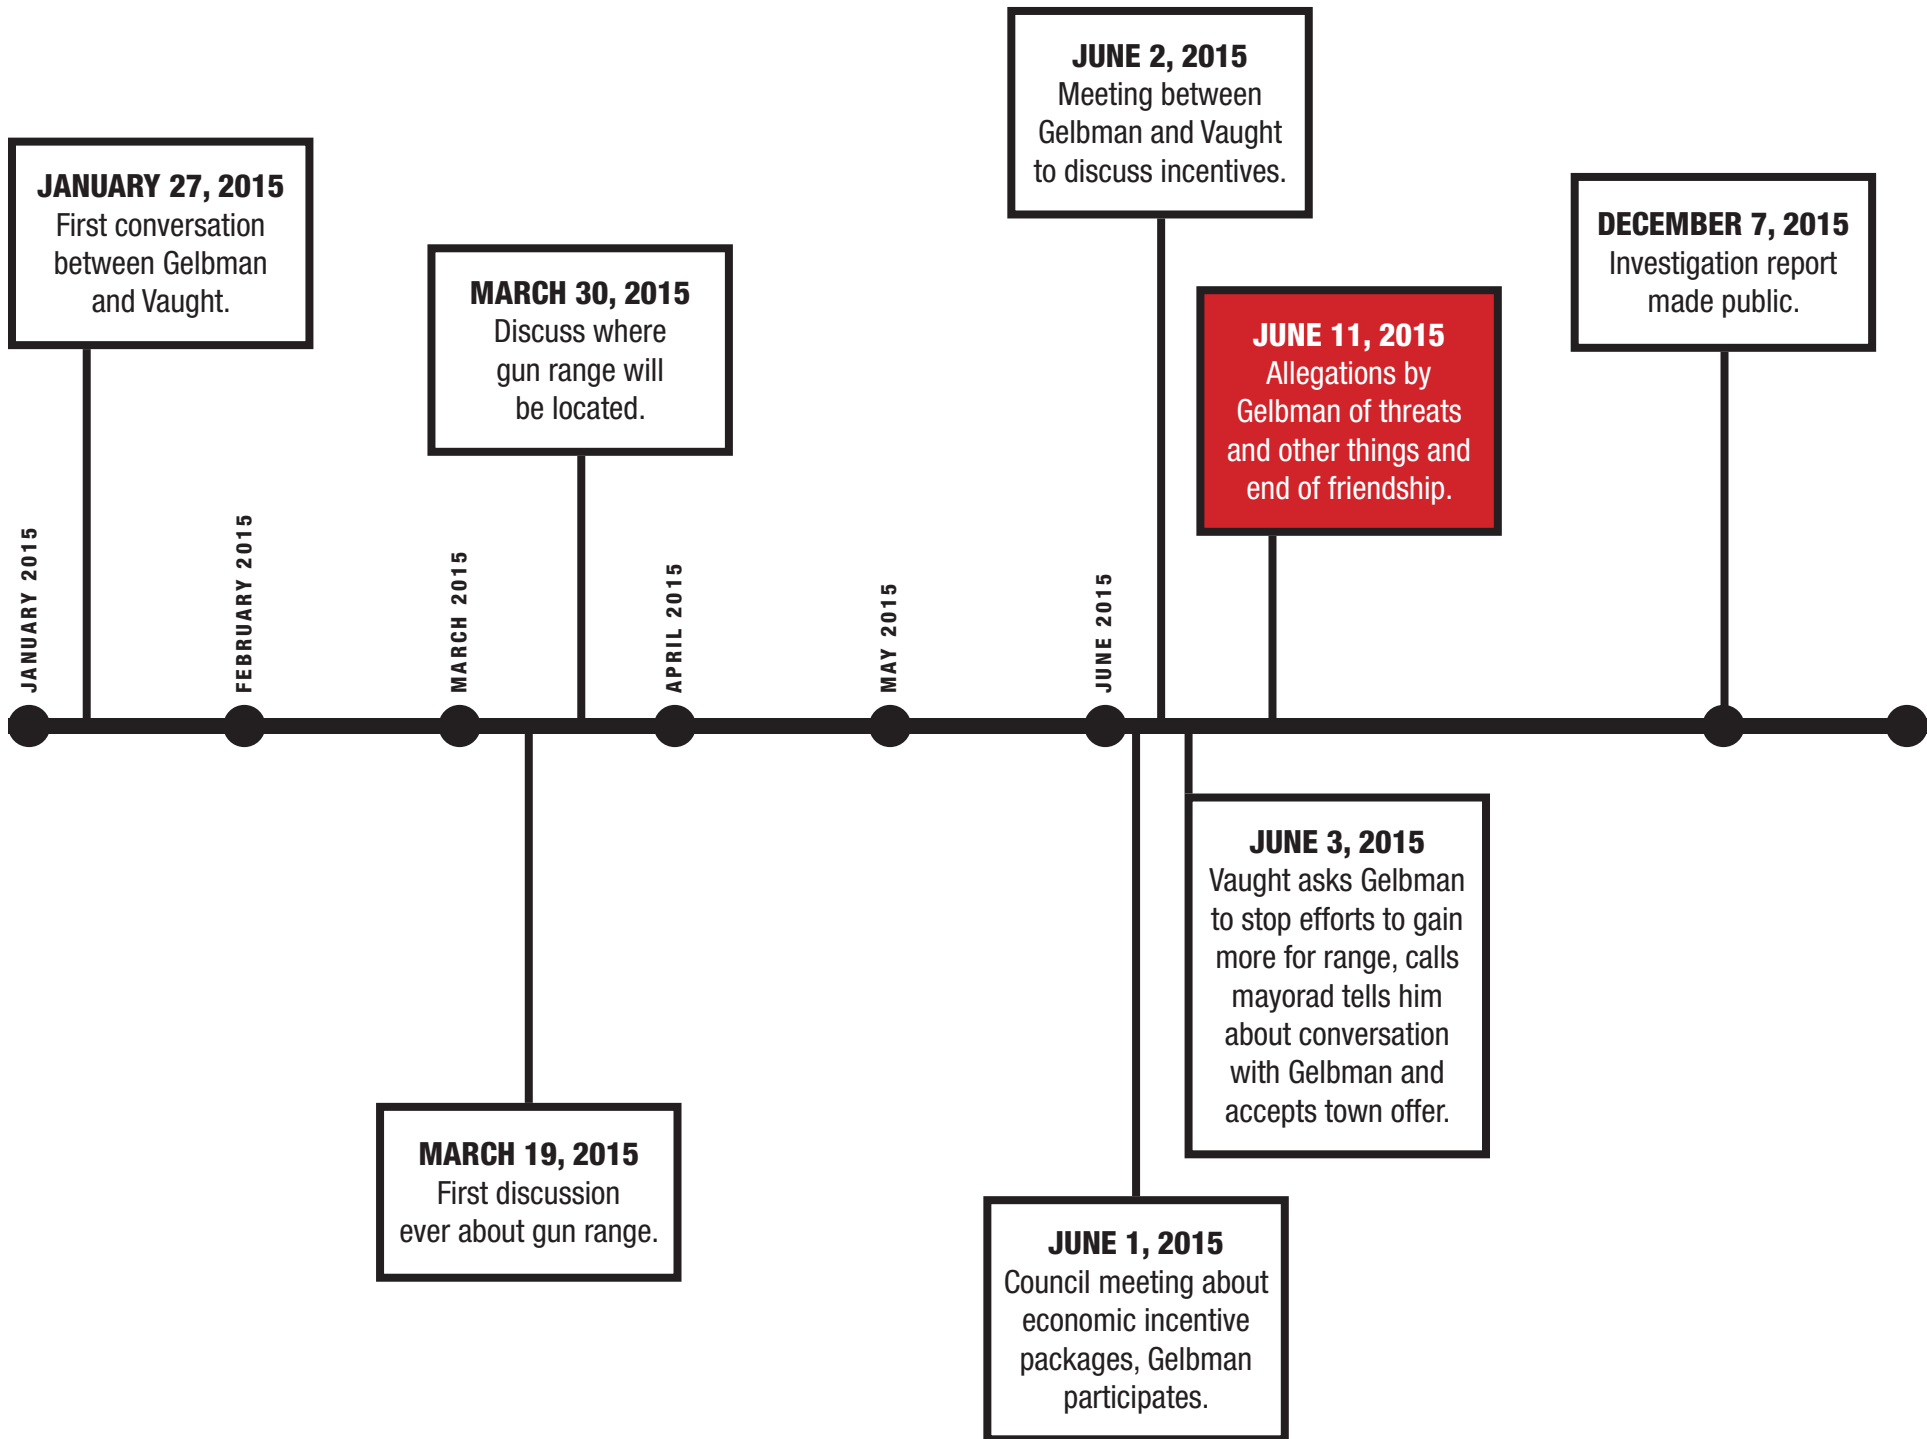 JUNE 2, 2015
Meeting between
Gelbman and Vaught
to discuss incentives.
JANUARY 27, 2015
First conversation
between Gelbman
and Vaught.
DECEMBER 7, 2015
Investigation report
made public.
MARCH 30, 2015
Discuss where
gun range will
be located.
JUNE 11, 2015
Allegations by
Gelbman of threats
and other things and
end of friendship.
JANUARY 2015
FEBRUARY 2015
MARCH 2015
APRIL 2015
MAY 2015
JUNE 2015
JUNE 3, 2015
Vaught asks Gelbman
to stop efforts to gain
more for range, calls
mayorad tells him
about conversation
with Gelbman and
accepts town offer.
MARCH 19, 2015
First discussion
ever about gun range.
JUNE 1, 2015
Council meeting about
economic incentive
packages, Gelbman
participates.